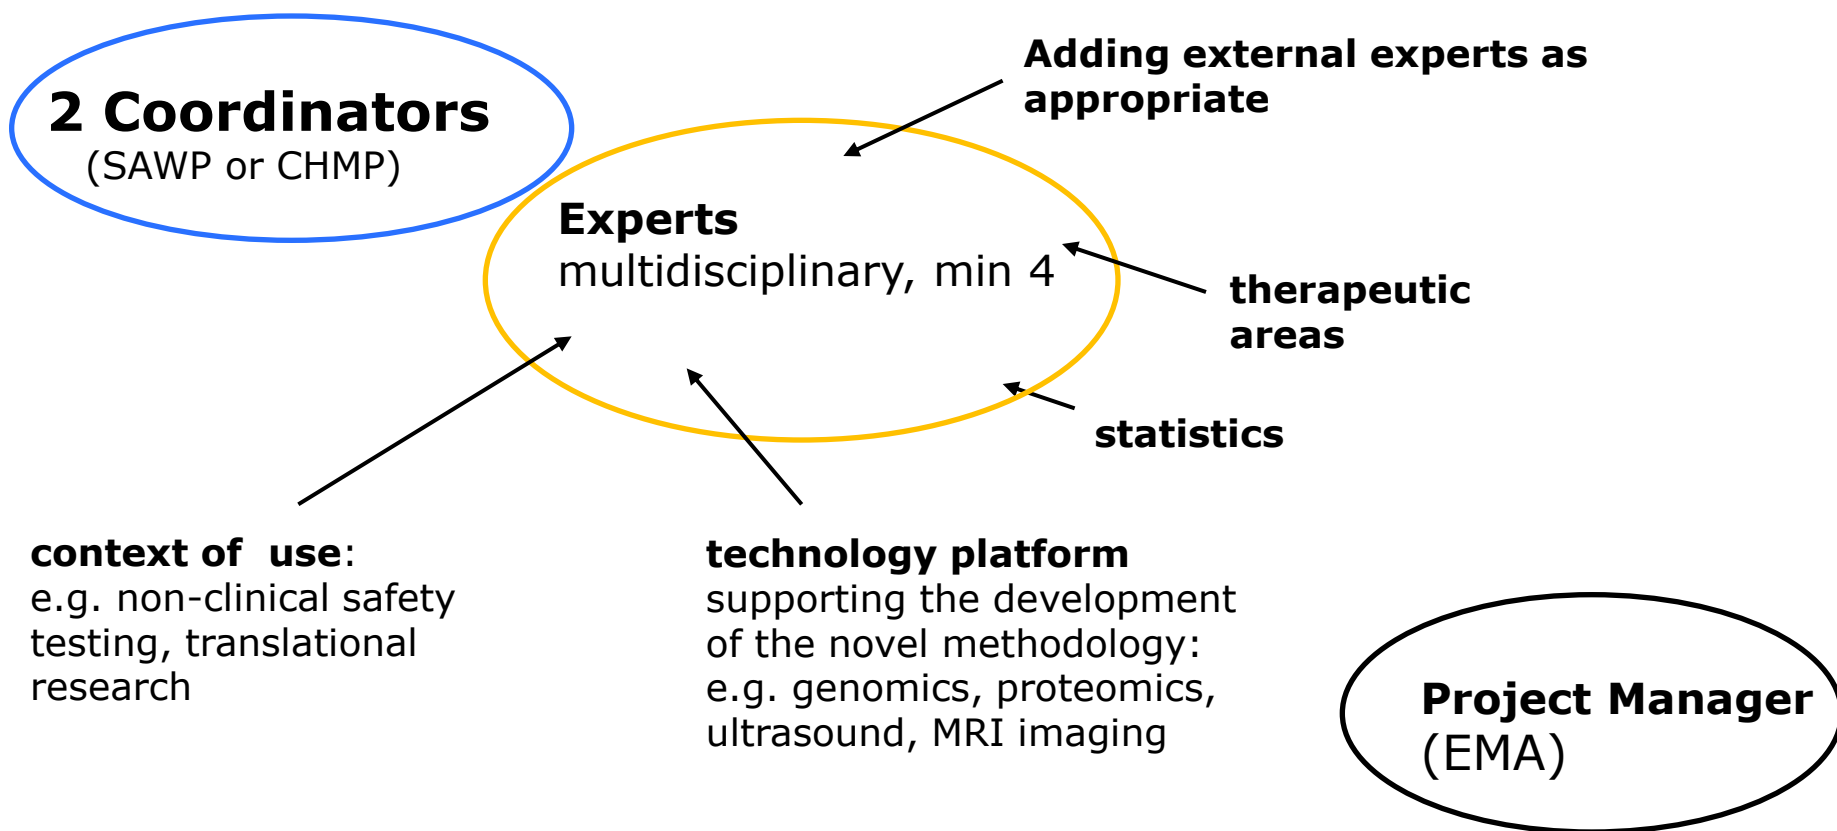 2 Coordinators
(SAWP or CHMP)
Adding external experts as
appropriate
Experts
multidisciplinary, min 4
therapeutic
areas
statistics
context of  use:
e.g. non-clinical safety
testing, translational
research
technology platform
supporting the development
of the novel methodology:
e.g. genomics, proteomics,
ultrasound, MRI imaging
Project Manager
(EMA)